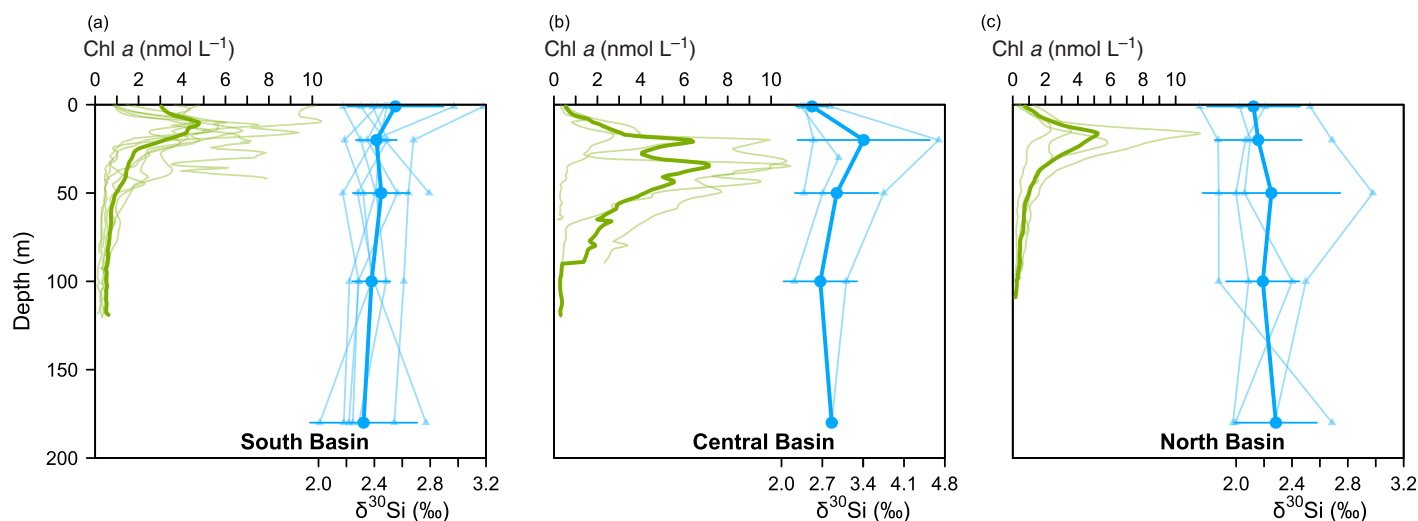 (a)
Chl a (nmol L⁻¹)
0 2 4 6 8 10
(b)
Chl a (nmol L⁻¹)
0 2 4 6 8 10
(c)
Chl a (nmol L⁻¹)
0 2 4 6 8 10
Depth (m)
0
50
100
150
200
South Basin
Central Basin
North Basin
2.0 2.4 2.8 3.2
δ³⁰Si (‰)
2.0 2.7 3.4 4.1 4.8
δ³⁰Si (‰)
2.0 2.4 2.8 3.2
δ³⁰Si (‰)